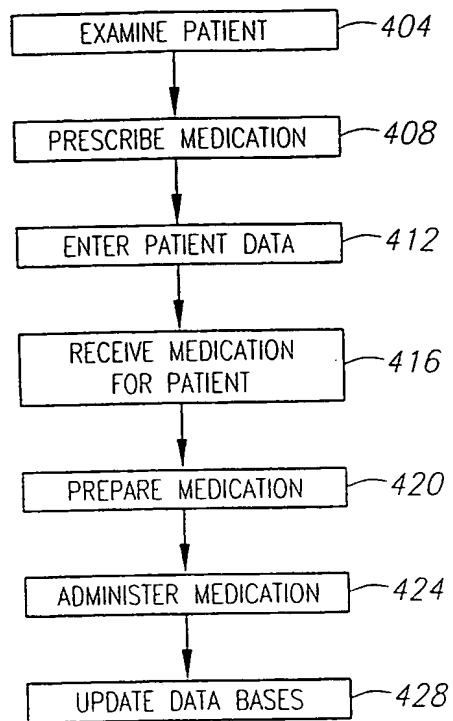 EXAMINE PATIENT 404
PRESCRIBE MEDICATION 408
ENTER PATIENT DATA 412
RECEIVE MEDICATION
FOR PATIENT 416
PREPARE MEDICATION 420
ADMINISTER MEDICATION 424
UPDATE DATA BASES 428